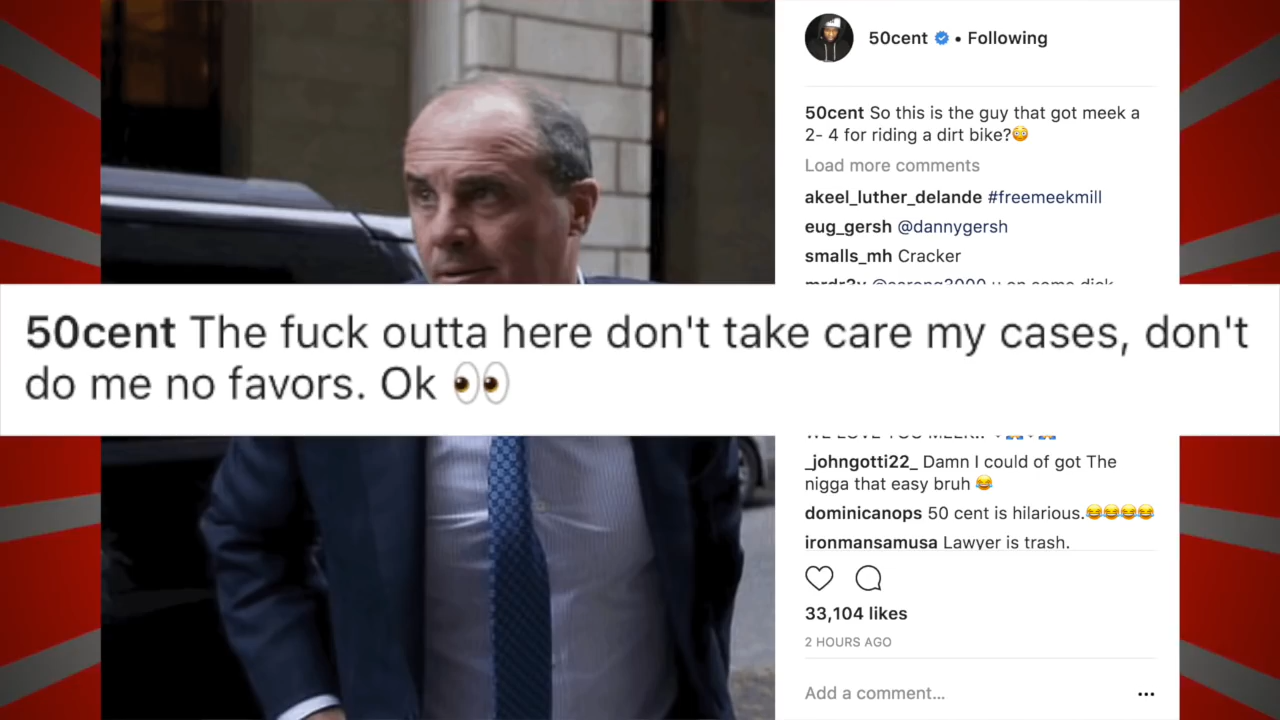 50cent • Following
50cent So this is the guy that got meek a
2- 4 for riding a dirt bike?😳
Load more comments
akeel_luther_delande #freemeekmill
eug_gersh @dannygersh
smalls_mh Cracker
50cent The fuck outta here don't take care my cases, don't
do me no favors. Ok 👀
_johngotti22_ Damn I could of got The
nigga that easy bruh 😂
dominicanops 50 cent is hilarious.😂😂😂😂
ironmansamusa Lawyer is trash.
33,104 likes
2 HOURS AGO
Add a comment...